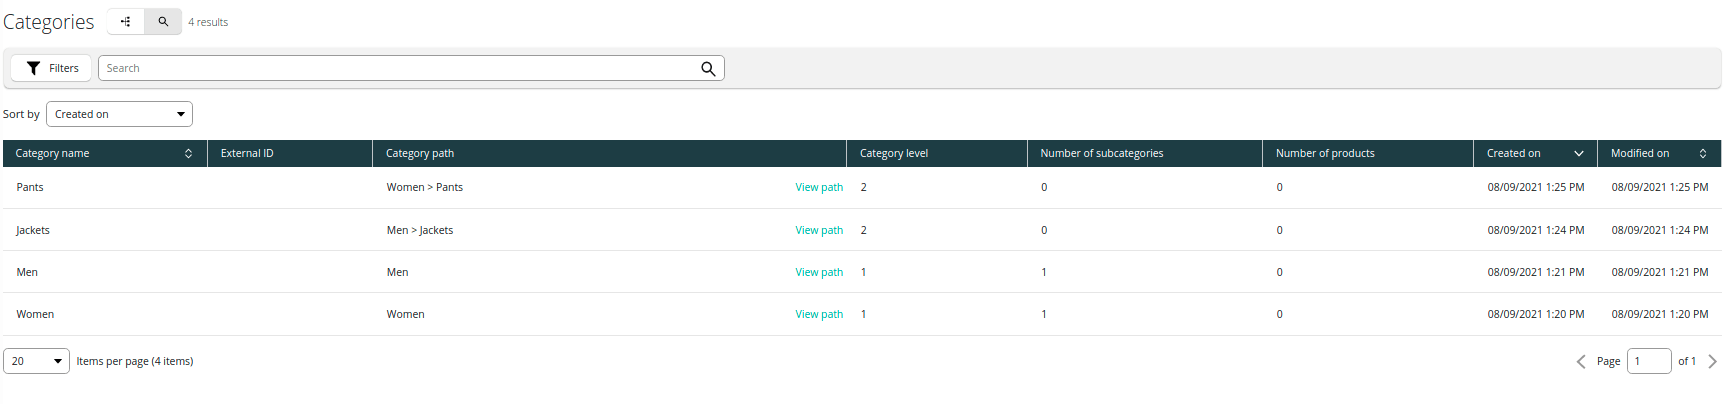 Categories 4 results
Filters Search
Sort by Created on
Category name External ID Category path Category level Number of subcategories Number of products Created on Modified on
Pants Women > Pants View path 2 0 0 08/09/2021 1:25 PM 08/09/2021 1:25 PM
Jackets Men > Jackets View path 2 0 0 08/09/2021 1:24 PM 08/09/2021 1:24 PM
Men Men View path 1 1 0 08/09/2021 1:21 PM 08/09/2021 1:21 PM
Women Women View path 1 1 0 08/09/2021 1:20 PM 08/09/2021 1:20 PM
20 Items per page (4 items) Page 1 of 1